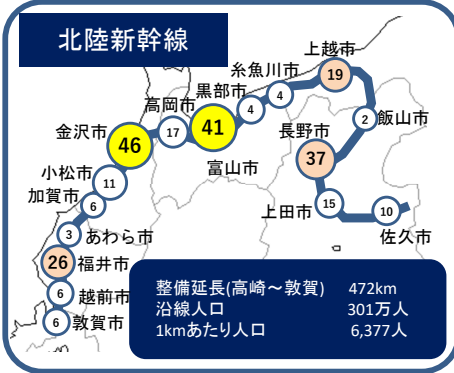 北陸新幹線
上越市
19
糸魚川市
4
黒部市
4
高岡市
17
41
富山市
金沢市
46
飯山市
2
長野市
37
小松市
11
加賀市
6
上田市
15
10
佐久市
3
あわら市
26
福井市
6
越前市
6
敦賀市
整備延長(高崎～敦賀) 472km
沿線人口 301万人
1kmあたり人口 6,377人